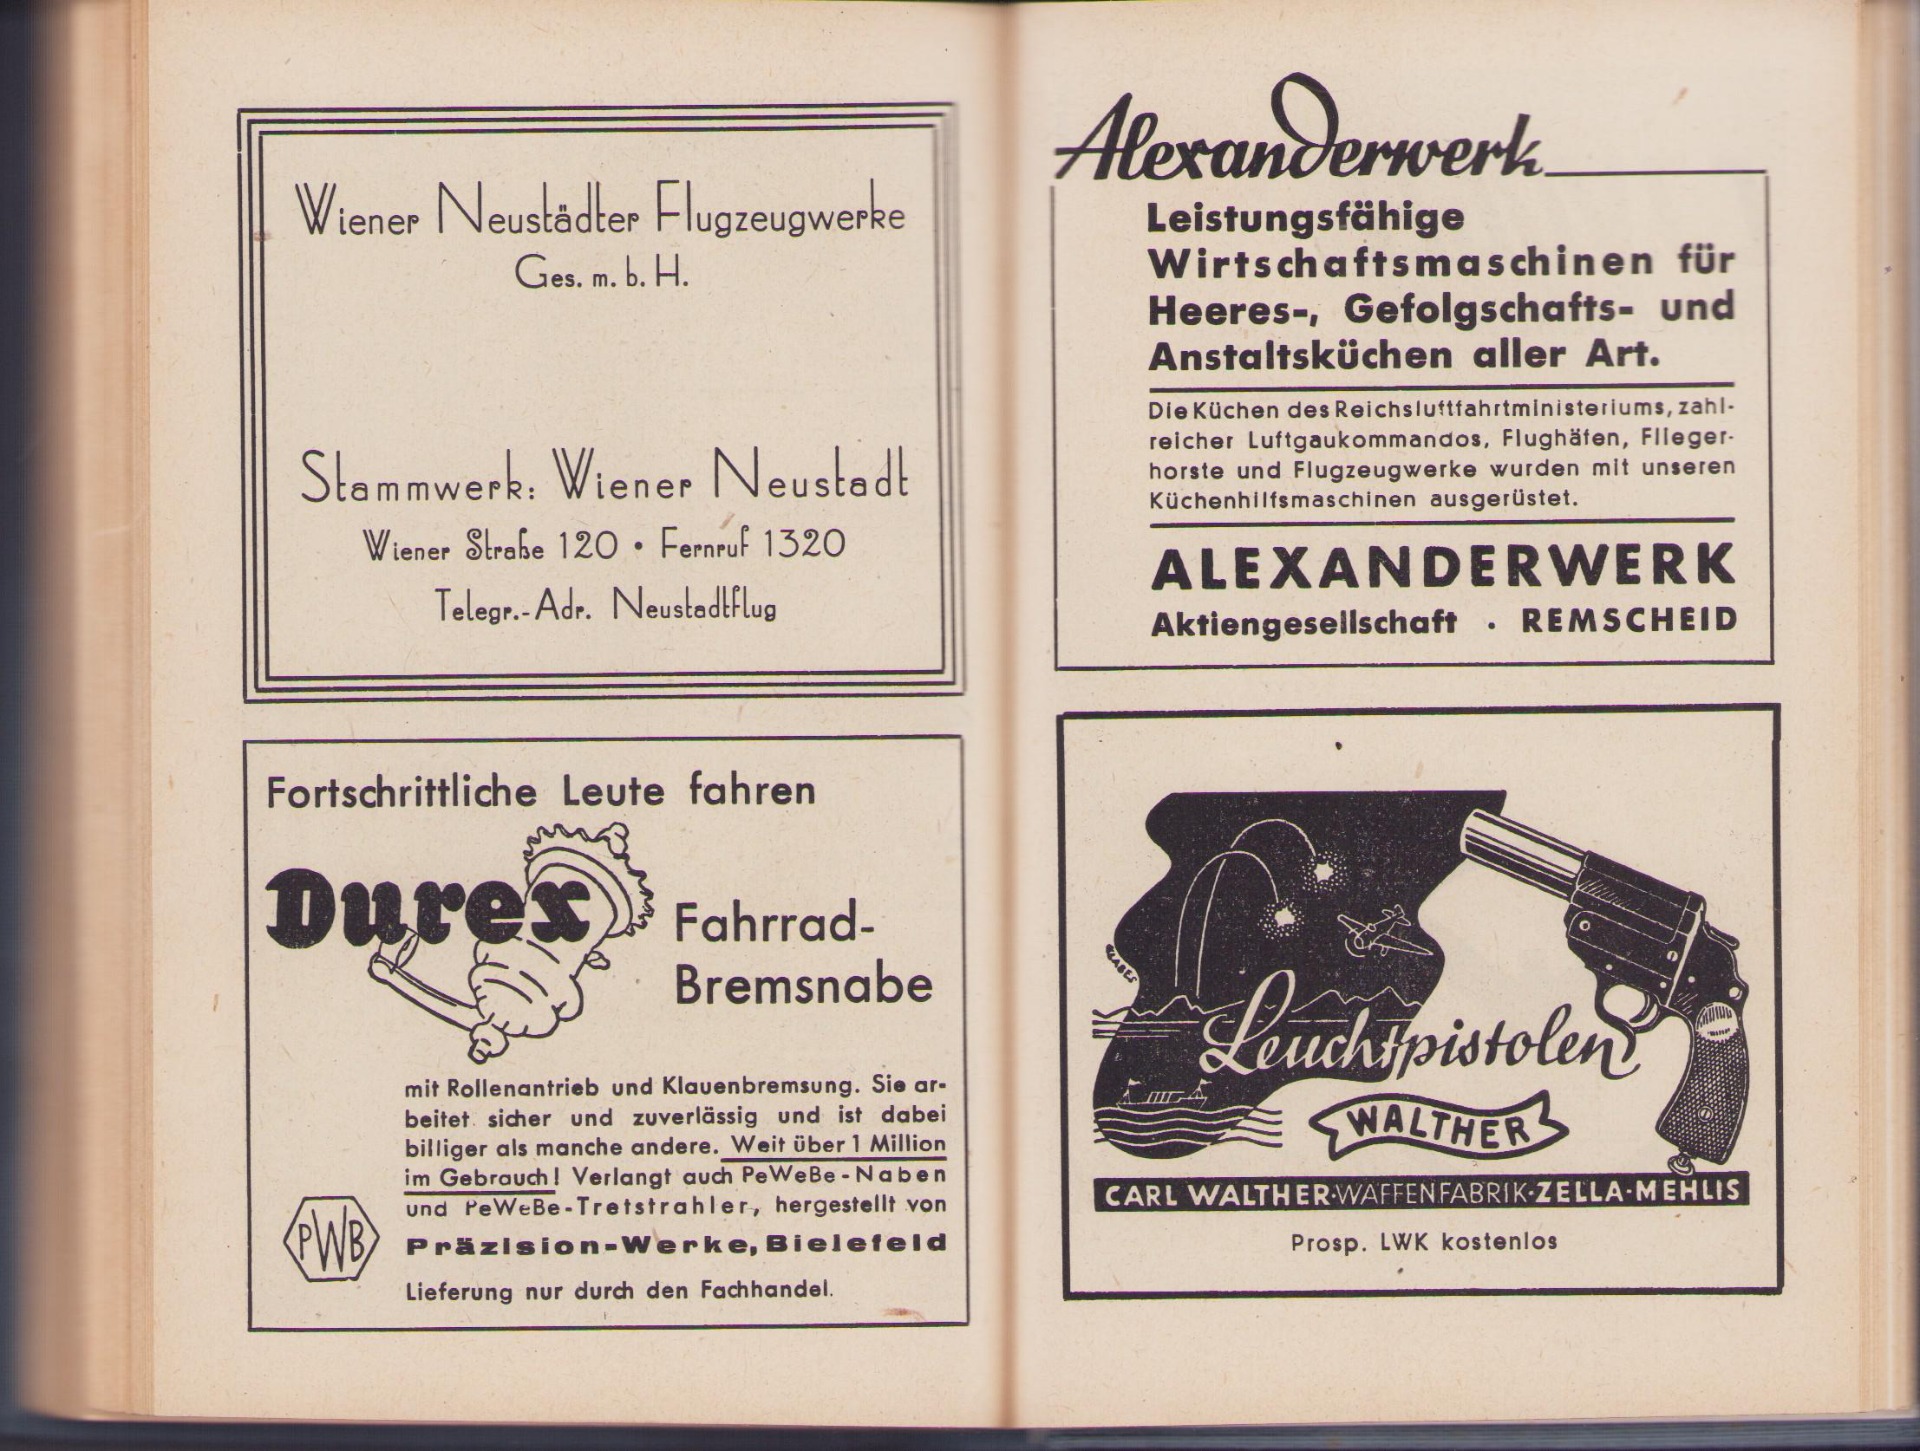 Wiener Neustädter Flugzeugwerke
Ges. m. b. H.
Stammwerk: Wiener Neustadt
Wiener Straße 120 • Fernruf 1320
Telegr.-Adr. Neustadtflug
Fortschrittliche Leute fahren
Durex
Fahrrad-
Bremsnabe
mit Rollenantrieb und Klauenbremsung. Sie ar-
beitet sicher und zuverlässig und ist dabei
billiger als manche andere. Weit über 1 Million
im Gebrauch! Verlangt auch PeWeBe-Naben
und PeWeBe-Tretstrahler, hergestellt von
PWB
Präzision-Werke, Bielefeld
Lieferung nur durch den Fachhandel.
Alexanderwerk
Leistungsfähige
Wirtschaftsmaschinen für
Heeres-, Gefolgschafts- und
Anstaltsküchen aller Art.
Die Küchen des Reichsluftfahrtministeriums, zahl-
reicher Luftgaukommandos, Flughäfen, Flieger-
horste und Flugzeugwerke wurden mit unseren
Küchenhilfsmaschinen ausgerüstet.
ALEXANDERWERK
Aktiengesellschaft · REMSCHEID
Leuchtpistolen
WALTHER
CARL WALTHER·WAFFENFABRIK·ZELLA-MEHLIS
Prosp. LWK kostenlos